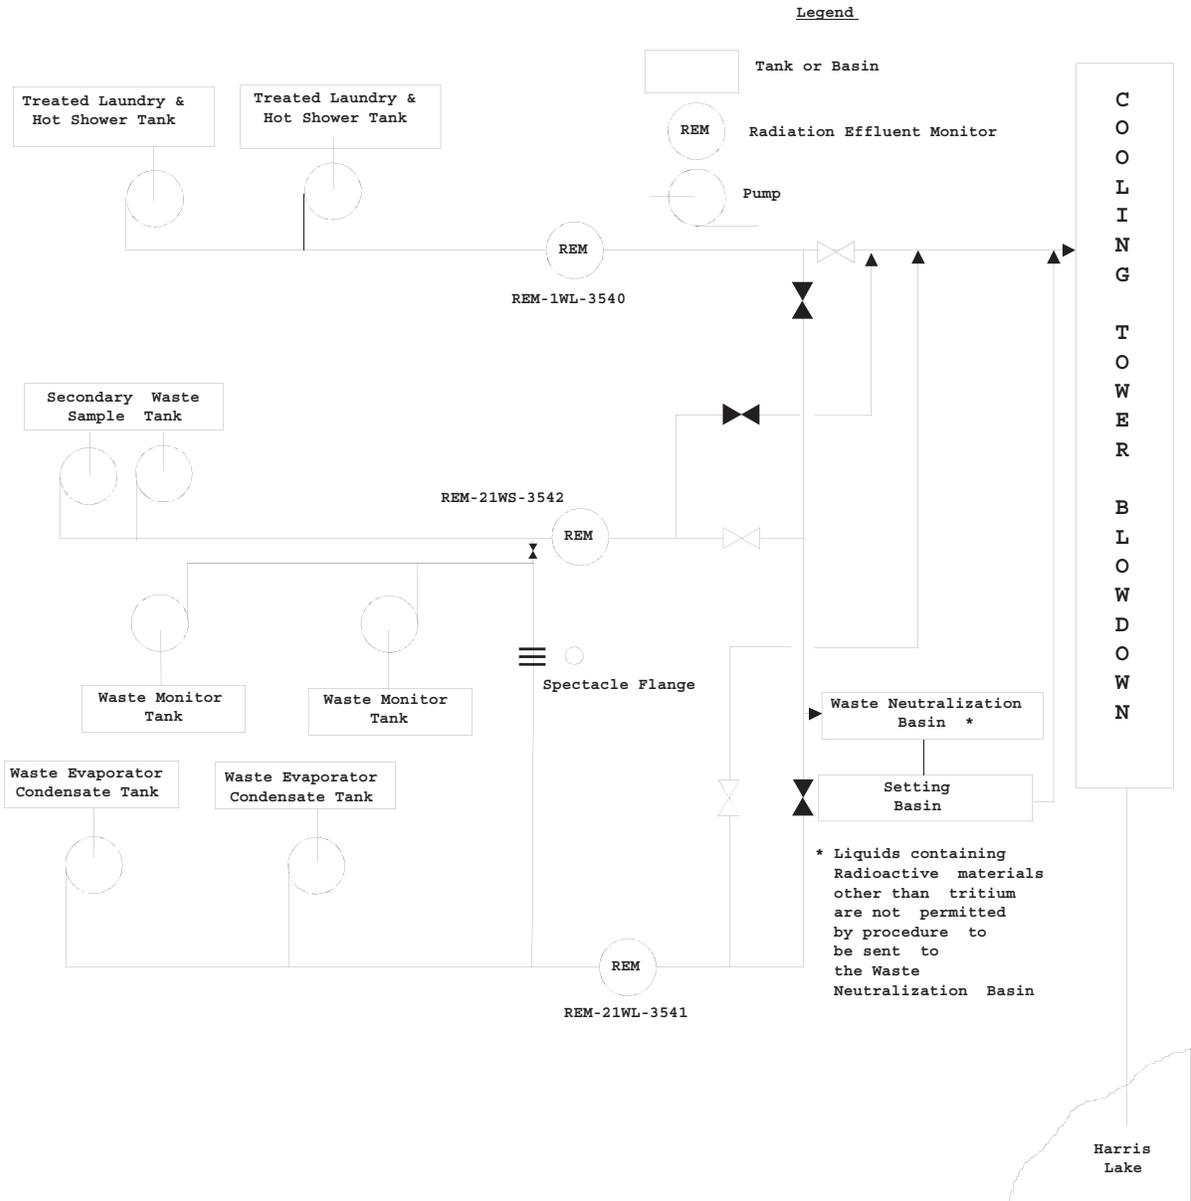 Legend
Tank or Basin
REM
Radiation Effluent Monitor
Pump
Treated Laundry &
Hot Shower Tank
Treated Laundry &
Hot Shower Tank
REM
REM-1WL-3540
COOLING TOWER BLOWDOWN
Secondary Waste
Sample Tank
REM-21WS-3542
REM
Spectacle Flange
Waste Monitor
Tank
Waste Monitor
Tank
Waste Neutralization
Basin *
Waste Evaporator
Condensate Tank
Waste Evaporator
Condensate Tank
Setting
Basin
* Liquids containing
Radioactive materials
other than tritium
are not permitted
by procedure to
be sent to
the Waste
Neutralization Basin
REM
REM-21WL-3541
Harris
Lake